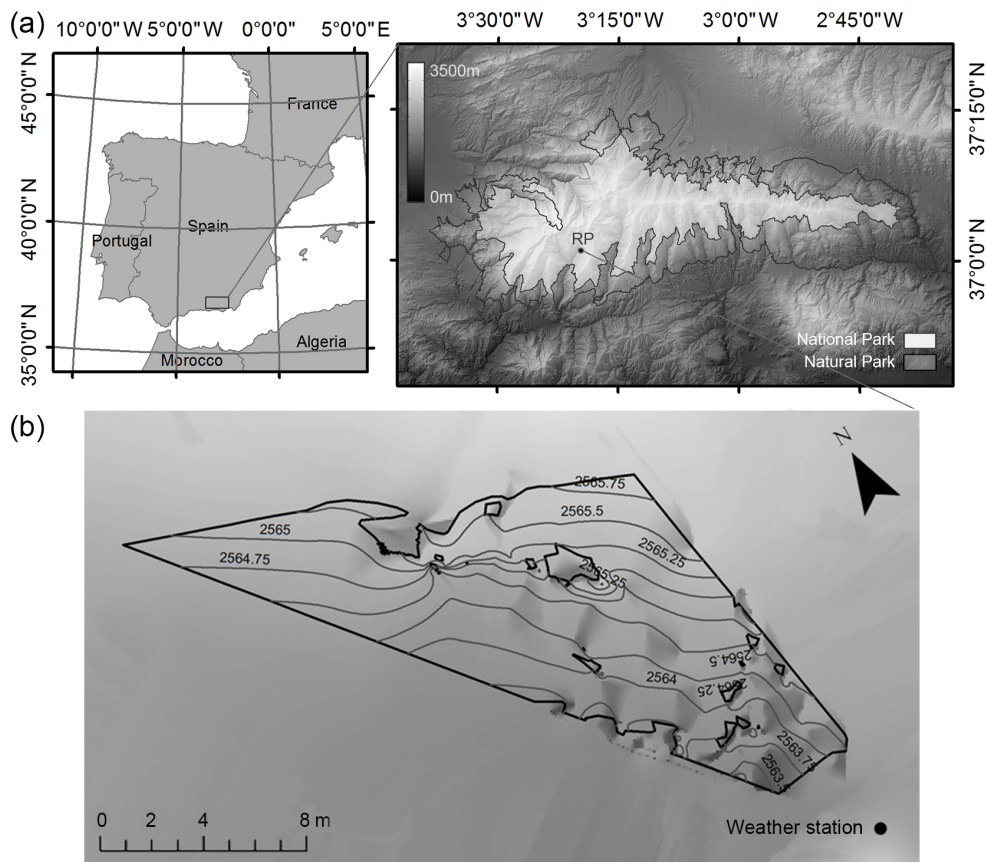 (a)
10°0'0"W 5°0'0"W 0°0'0" 5°0'0"E
45°0'0"N
40°0'0"N
35°0'0"N
France
Spain
Portugal
Algeria
Morocco
3°30'0"W 3°15'0"W 3°0'0"W 2°45'0"W
37°15'0"N
37°0'0"N
3500m
0m
RP
National Park
Natural Park
(b)
N
2565.75
2565.5
2565
2565.25
2564.75
2565.25
2564.5
2564
2564.25
2563.75
2563.5
0 2 4 8 m
Weather station